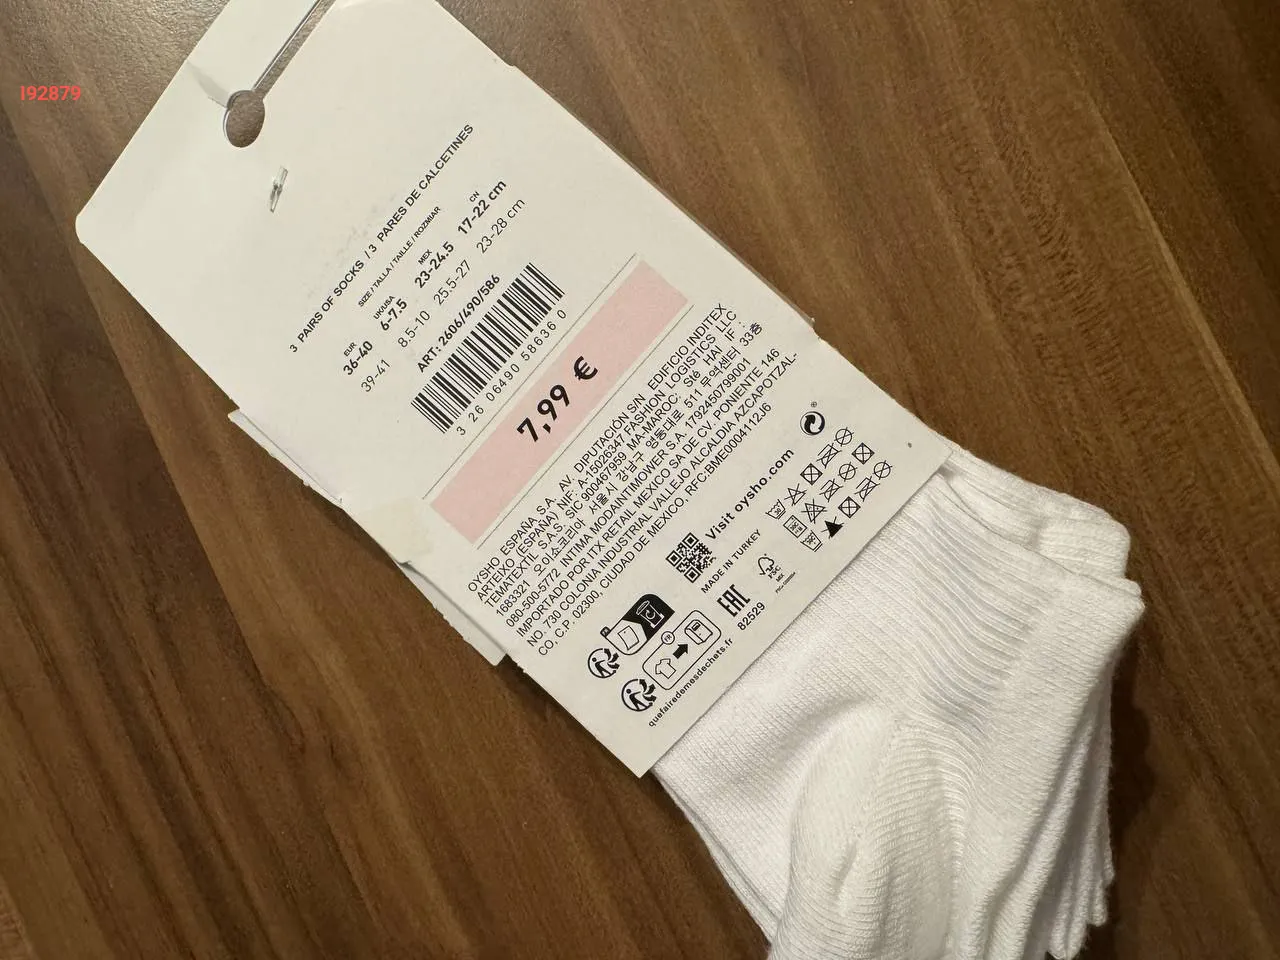 192879
3 PAIRS OF SOCKS / 3 PARES DE CALCETINES
SIZE / TALLA / TAILLE / ROZMIAR
EUR UK/USA MEX CN
36-40 6-7.5 23-24.5 17-22 cm
39-41 8.5-10 25.5-27 23-28 cm
ART: 2606/490/586
3 26 06490 58636 0
7,99 €
OYSHO ESPAÑA S.A. AV. DIPUTACIÓN S/N EDIFICIO INDITEX
ARTEIXO (ESPAÑA) NIF: A-15026347 FASHION LOGISTICS LLC
TEMATEXTIL S.A.S. SIC 900467959 MA-MAROC: Sté HAI IF :
1683321 오이소코리아 서울시 강남구 영동대로 511 무역센터 33층
080-500-5772 INTIMA MODANTIMOWER S.A. 1792450799001
IMPORTADO POR ITX RETAIL MEXICO SA DE CV. PONIENTE 146
NO. 730 COLONIA INDUSTRIAL VALLEJO ALCALDIA AZCAPOTZAL-
CO, C.P. 02300, CIUDAD DE MEXICO, RFC:BME0004112J6
Visit oysho.com
MADE IN TURKEY
FSC
MIX
EAC
82529
FR
quefairedemesdechets.fr